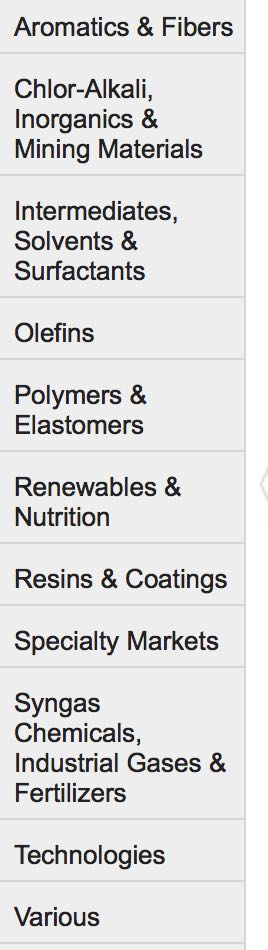 Aromatics & Fibers
Chlor-Alkali,
Inorganics &
Mining Materials
Intermediates,
Solvents &
Surfactants
Olefins
Polymers &
Elastomers
Renewables &
Nutrition
Resins & Coatings
Specialty Markets
Syngas
Chemicals,
Industrial Gases &
Fertilizers
Technologies
Various